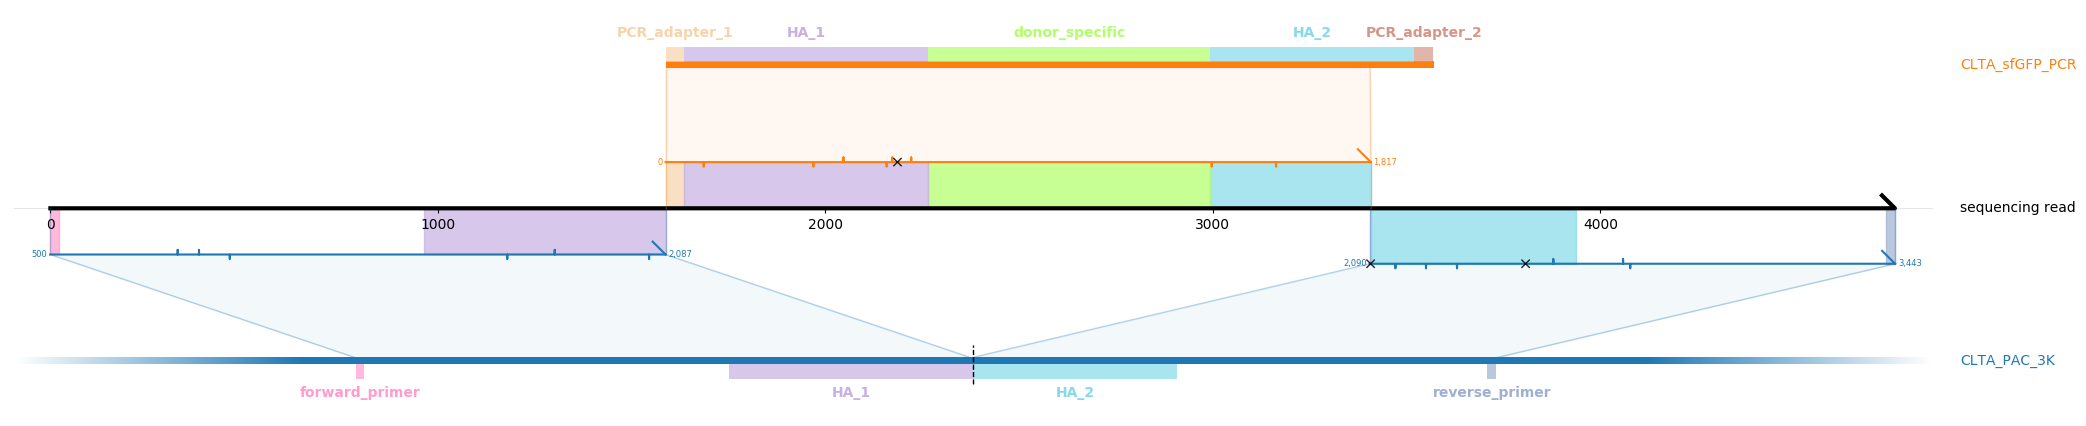 PCR_adapter_1 HA_1 donor_specific HA_2 PCR_adapter_2
CLTA_sfGFP_PCR
0 1,817
sequencing read
0 1000 2000 3000 4000
500 2,087
2,090 3,443
CLTA_PAC_3K
forward_primer HA_1 HA_2 reverse_primer